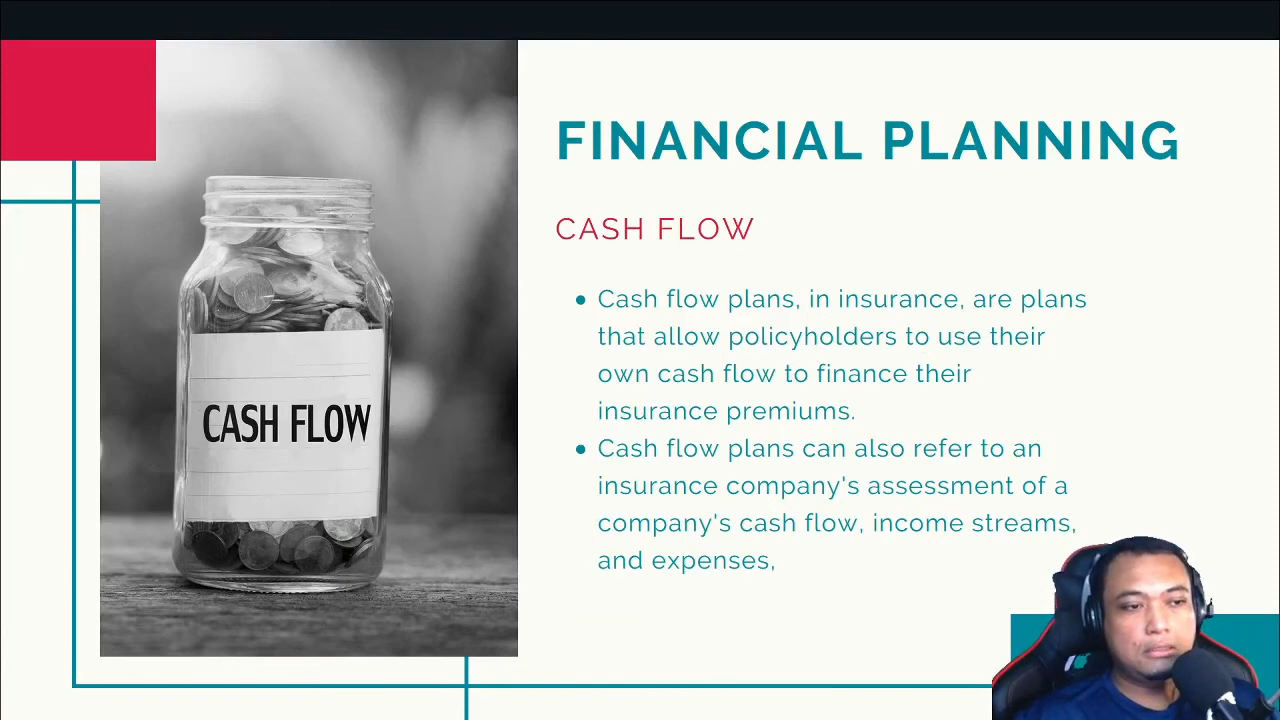 FINANCIAL PLANNING
CASH FLOW
• Cash flow plans, in insurance, are plans
that allow policyholders to use their
own cash flow to finance their
insurance premiums.
• Cash flow plans can also refer to an
insurance company's assessment of a
company's cash flow, income streams,
and expenses,
CASH FLOW